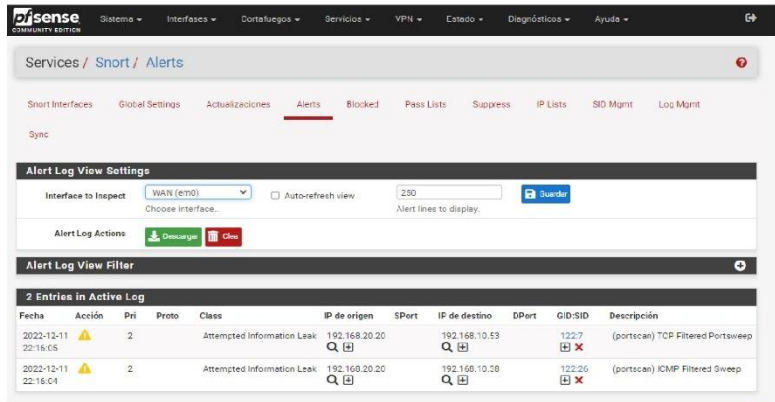 pfsense
COMMUNITY EDITION
Sistema Interfases Cortafuegos Servicios VPN Estado Diagnósticos Ayuda
Services / Snort / Alerts
Snort Interfaces Global Settings Actualizaciones Alerts Blocked Pass Lists Suppress IP Lists SID Mgmt Log Mgmt
Sync
Alert Log View Settings
Interface to Inspect WAN (em0) Auto-refresh view 250 Guardar
Choose interface.. Alert lines to display.
Alert Log Actions Descargar Clea
Alert Log View Filter
2 Entries in Active Log
Fecha Acción Pri Proto Class IP de origen SPort IP de destino DPort GID:SID Descripción
2022-12-11 2 Attempted Information Leak 192.168.20.20 192.168.10.53 122:7 (portscan) TCP Filtered Portsweep
22:16:05
2022-12-11 2 Attempted Information Leak 192.168.20.20 192.168.10.38 122:26 (portscan) ICMP Filtered Sweep
22:16:04